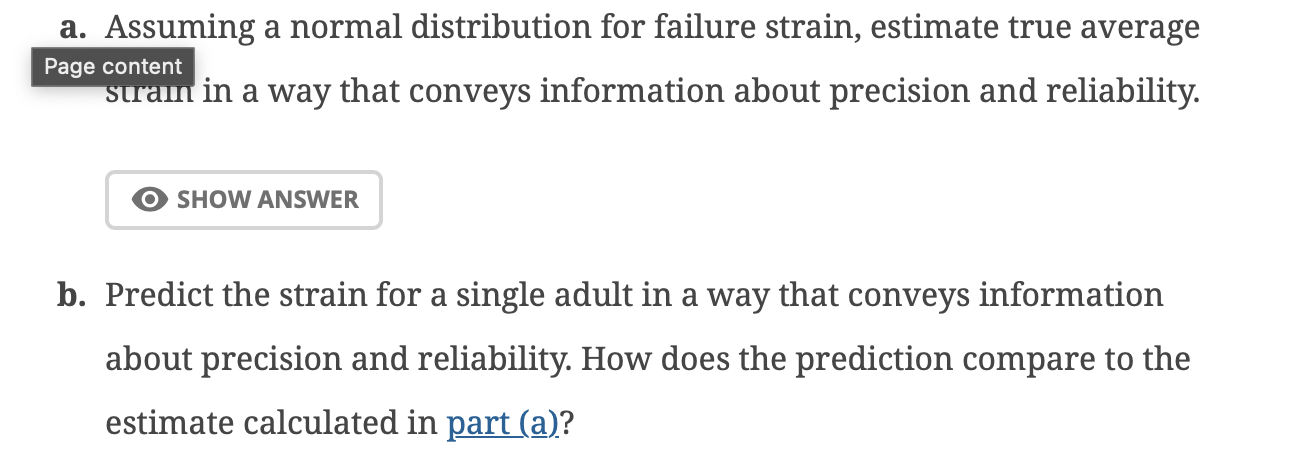 a. Assuming a normal distribution for failure strain, estimate true average
Page content
strain in a way that conveys information about precision and reliability.
SHOW ANSWER
b. Predict the strain for a single adult in a way that conveys information
about precision and reliability. How does the prediction compare to the
estimate calculated in part (a)?